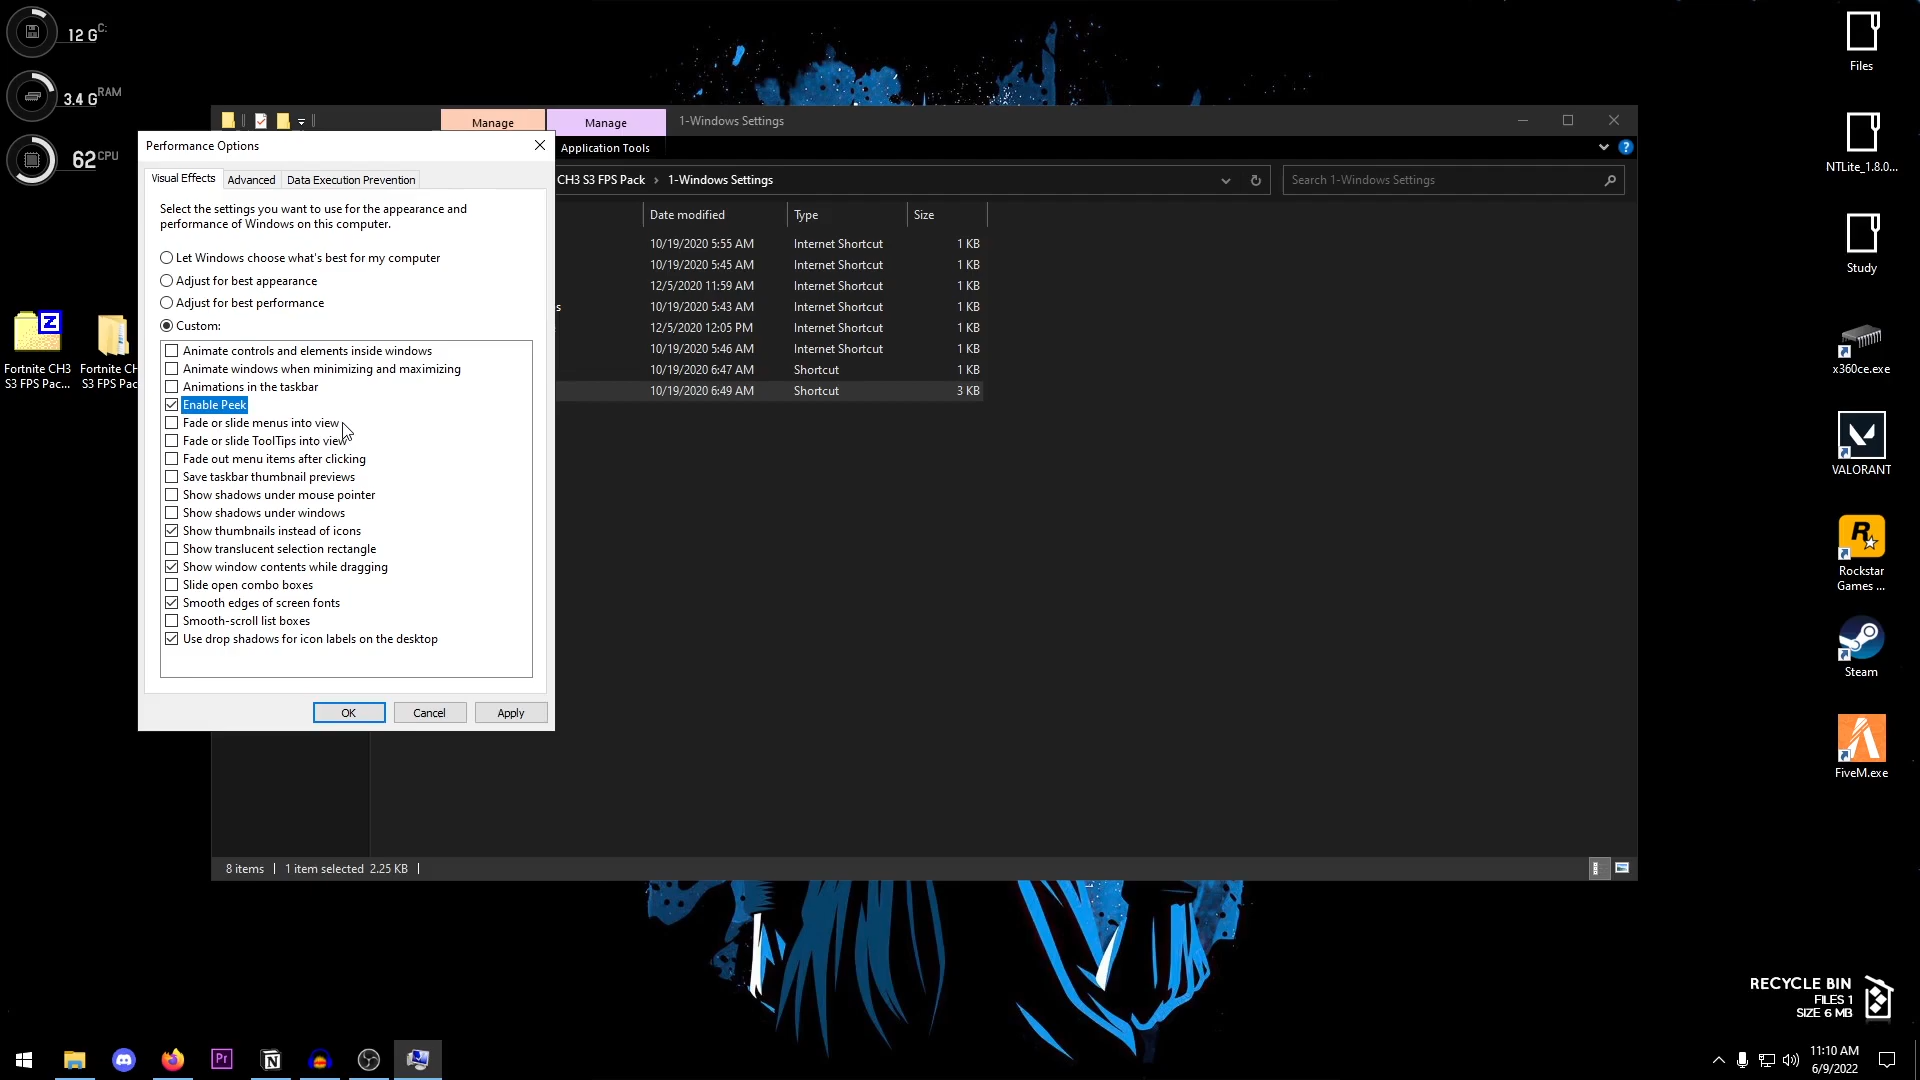 12 G C:
3.4 G RAM
62 CPU
Files
NTLite_1.8.0...
Study
x360ce.exe
VALORANT
Rockstar
Games ...
Steam
FiveM.exe
Fortnite CH3
S3 FPS Pac...
Fortnite CH
S3 FPS Pac
Manage
Manage
1-Windows Settings
Application Tools
CH3 S3 FPS Pack › 1-Windows Settings
Search 1-Windows Settings
Date modified Type Size
10/19/2020 5:55 AM Internet Shortcut 1 KB
10/19/2020 5:45 AM Internet Shortcut 1 KB
12/5/2020 11:59 AM Internet Shortcut 1 KB
s 10/19/2020 5:43 AM Internet Shortcut 1 KB
12/5/2020 12:05 PM Internet Shortcut 1 KB
10/19/2020 5:46 AM Internet Shortcut 1 KB
10/19/2020 6:47 AM Shortcut 1 KB
10/19/2020 6:49 AM Shortcut 3 KB
8 items 1 item selected 2.25 KB
Performance Options
Visual Effects Advanced Data Execution Prevention
Select the settings you want to use for the appearance and
performance of Windows on this computer.
Let Windows choose what's best for my computer
Adjust for best appearance
Adjust for best performance
Custom:
Animate controls and elements inside windows
Animate windows when minimizing and maximizing
Animations in the taskbar
Enable Peek
Fade or slide menus into view
Fade or slide ToolTips into view
Fade out menu items after clicking
Save taskbar thumbnail previews
Show shadows under mouse pointer
Show shadows under windows
Show thumbnails instead of icons
Show translucent selection rectangle
Show window contents while dragging
Slide open combo boxes
Smooth edges of screen fonts
Smooth-scroll list boxes
Use drop shadows for icon labels on the desktop
OK Cancel Apply
RECYCLE BIN
FILES 1
SIZE 6 MB
11:10 AM
6/9/2022